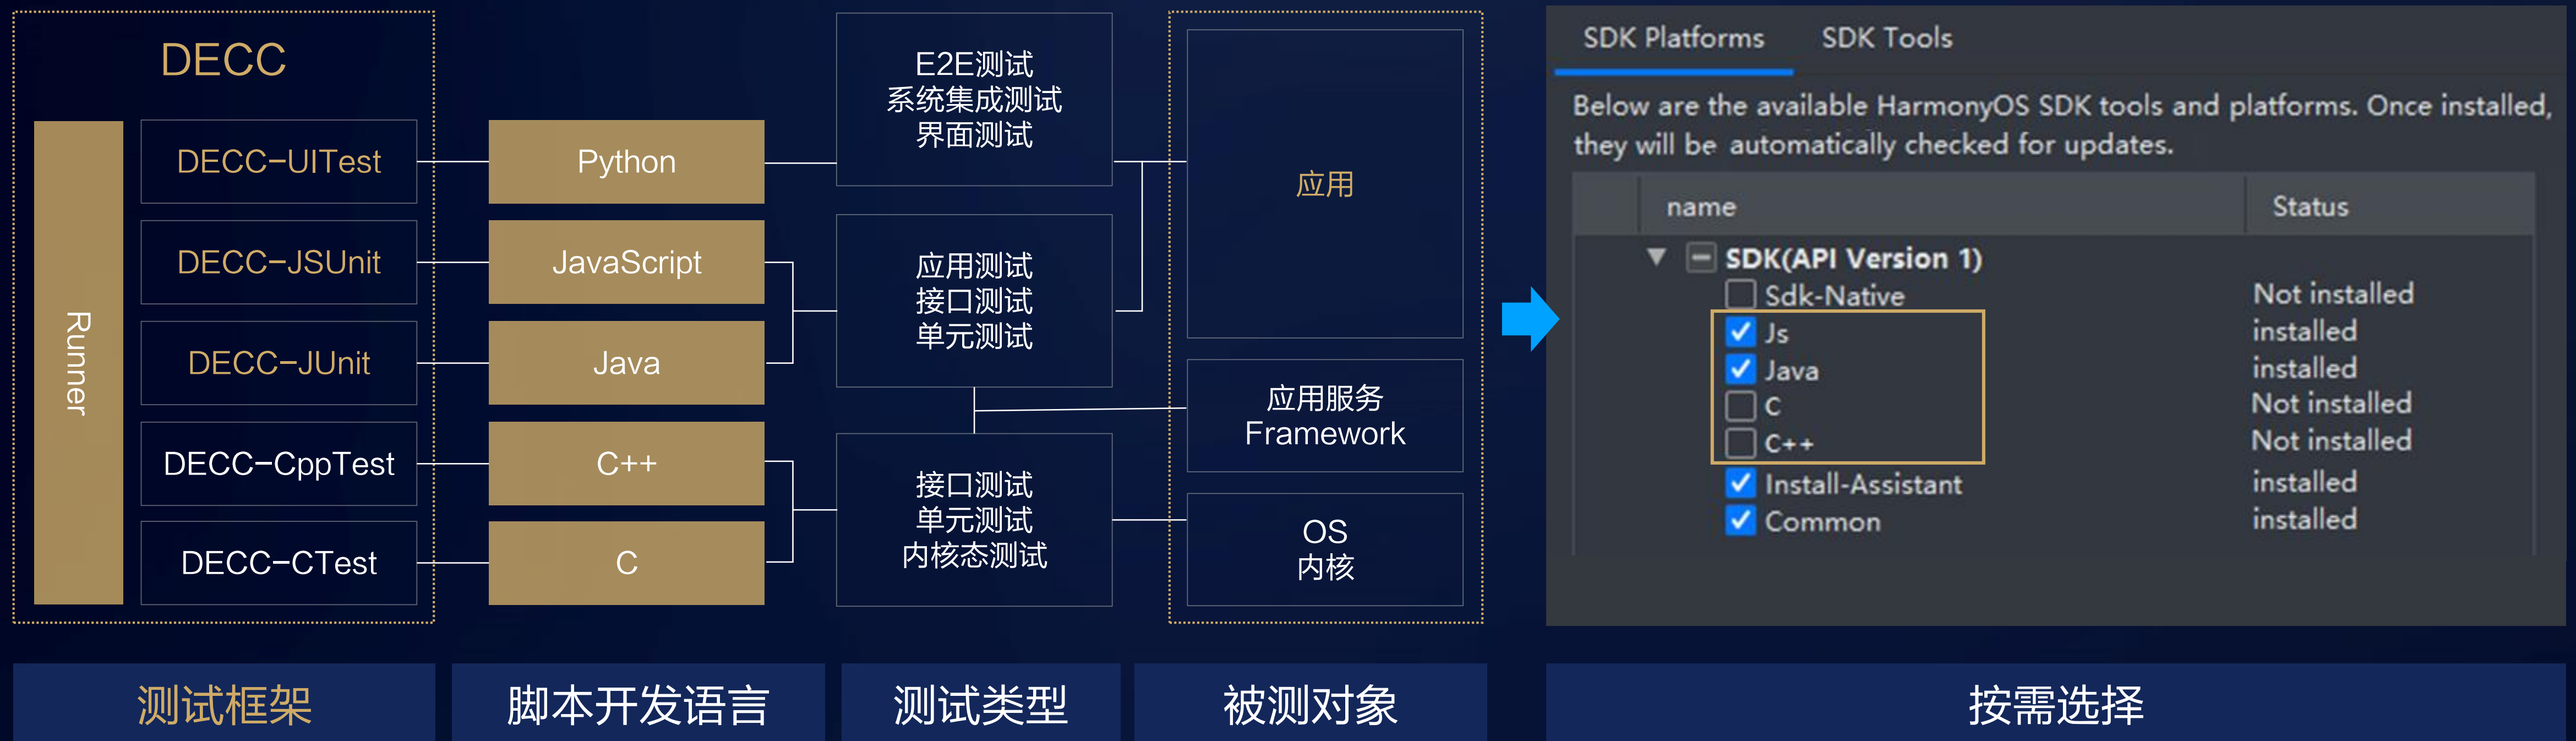 DECC
Runner
DECC-UITest
DECC-JSUnit
DECC-JUnit
DECC-CppTest
DECC-CTest
测试框架
Python
JavaScript
Java
C++
C
脚本开发语言
E2E测试
系统集成测试
界面测试
应用测试
接口测试
单元测试
接口测试
单元测试
内核态测试
测试类型
应用
应用服务
Framework
OS
内核
被测对象
SDK Platforms SDK Tools
Below are the available HarmonyOS SDK tools and platforms. Once installed,
they will be automatically checked for updates.
name Status
SDK(API Version 1)
Sdk-Native Not installed
Js installed
Java installed
C Not installed
C++ Not installed
Install-Assistant installed
Common installed
按需选择